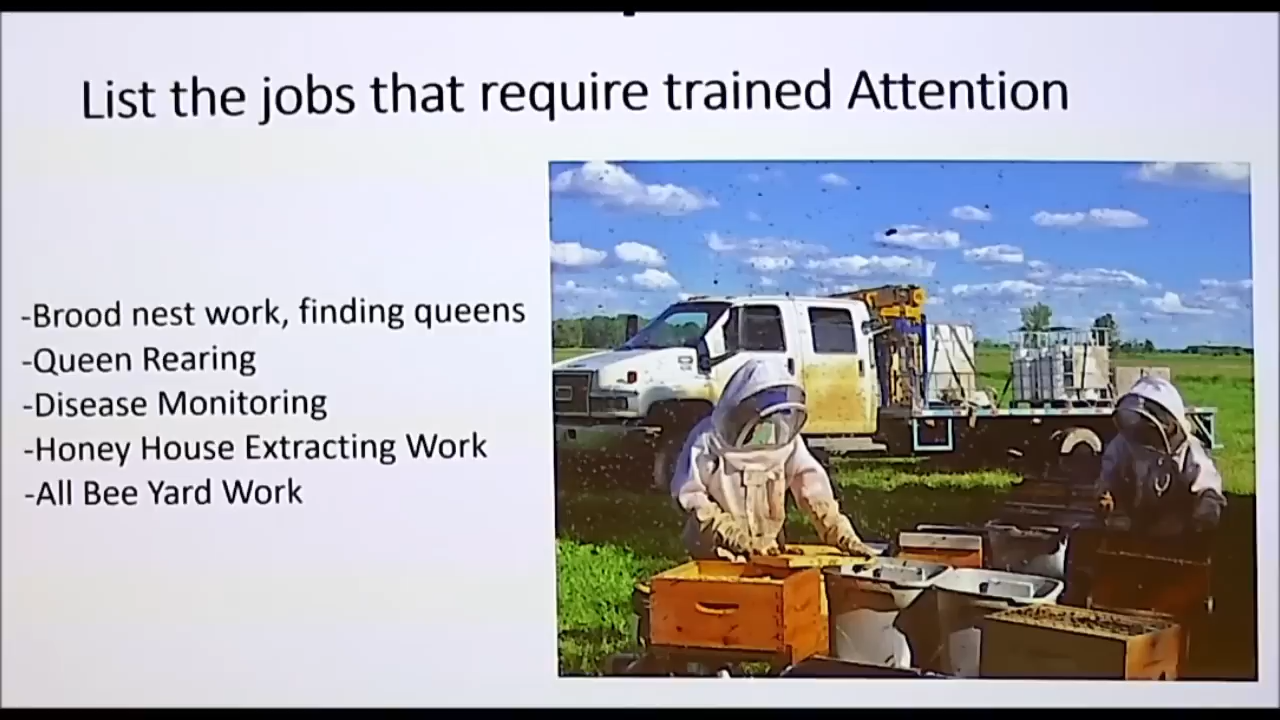 List the jobs that require trained Attention
-Brood nest work, finding queens
-Queen Rearing
-Disease Monitoring
-Honey House Extracting Work
-All Bee Yard Work